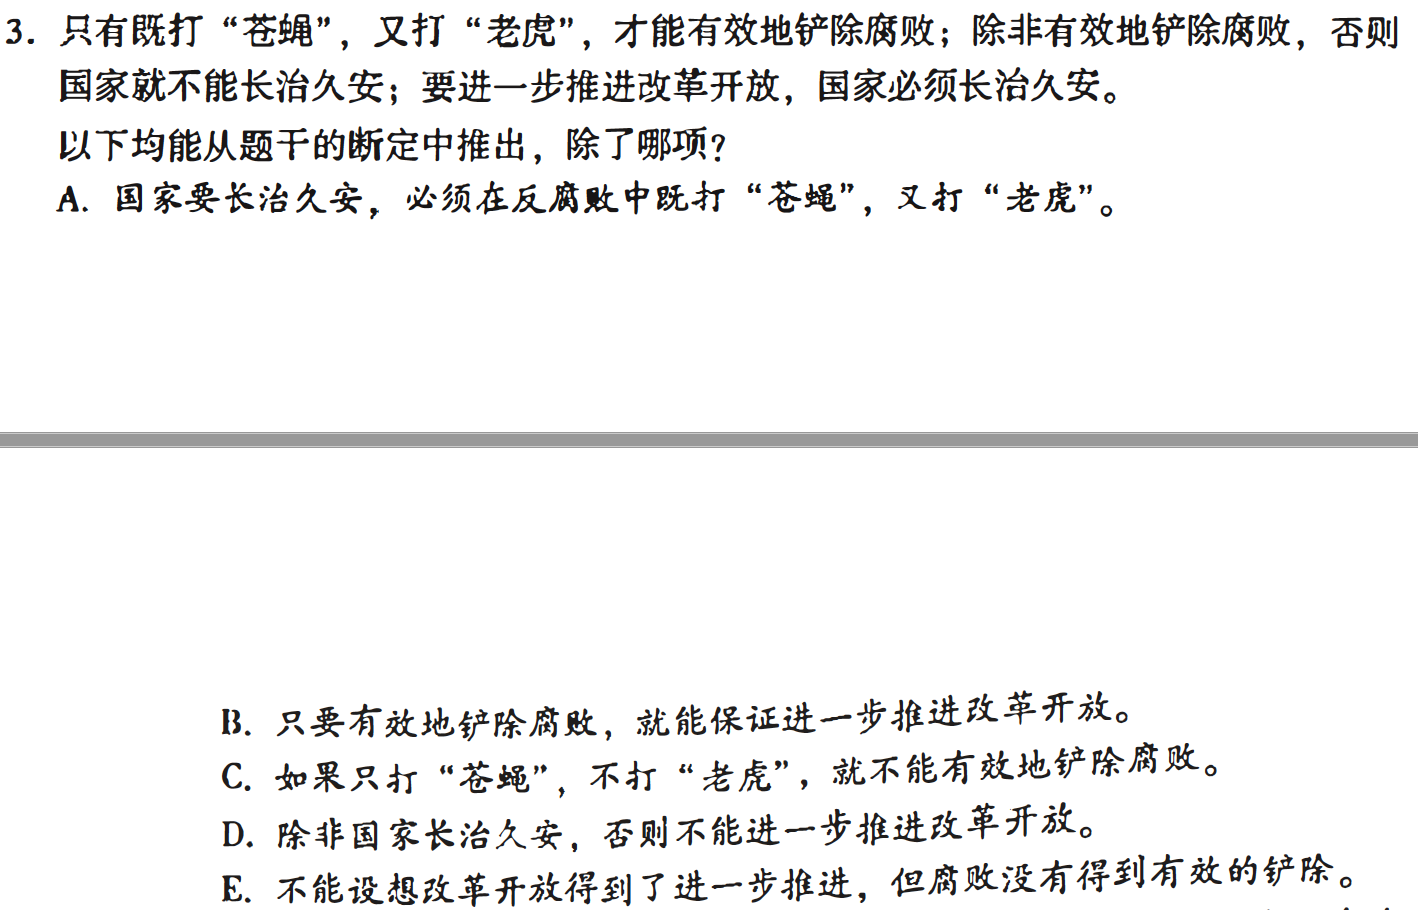 3. 只有既打“苍蝇”，又打“老虎”，才能有效地铲除腐败；除非有效地铲除腐败，否则
国家就不能长治久安；要进一步推进改革开放，国家必须长治久安。
以下均能从题干的断定中推出，除了哪项？
A. 国家要长治久安，必须在反腐败中既打“苍蝇”，又打“老虎”。
B. 只要有效地铲除腐败，就能保证进一步推进改革开放。
C. 如果只打“苍蝇”，不打“老虎”，就不能有效地铲除腐败。
D. 除非国家长治久安，否则不能进一步推进改革开放。
E. 不能设想改革开放得到了进一步推进，但腐败没有得到有效的铲除。